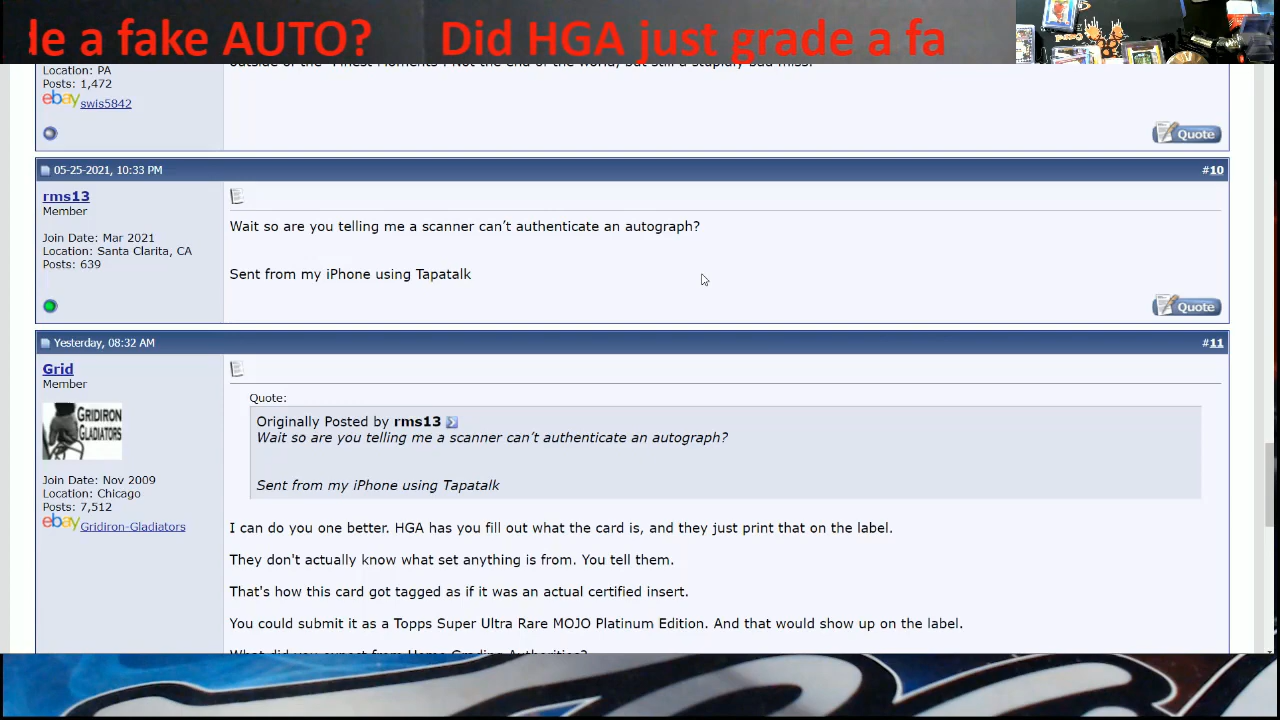 le a fake AUTO? Did HGA just grade a fa
Location: PA
Posts: 1,472
ebay swis5842
Quote
05-25-2021, 10:33 PM #10
rms13
Member
Join Date: Mar 2021
Location: Santa Clarita, CA
Posts: 639
Wait so are you telling me a scanner can't authenticate an autograph?
Sent from my iPhone using Tapatalk
Quote
Yesterday, 08:32 AM #11
Grid
Member
GRIDIRON
GLADIATORS
Join Date: Nov 2009
Location: Chicago
Posts: 7,512
ebay Gridiron-Gladiators
Quote:
Originally Posted by rms13
Wait so are you telling me a scanner can't authenticate an autograph?
Sent from my iPhone using Tapatalk
I can do you one better. HGA has you fill out what the card is, and they just print that on the label.
They don't actually know what set anything is from. You tell them.
That's how this card got tagged as if it was an actual certified insert.
You could submit it as a Topps Super Ultra Rare MOJO Platinum Edition. And that would show up on the label.